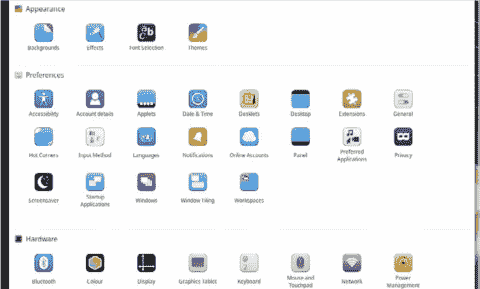 Appearance
Backgrounds
Effects
Font Selection
Themes
Preferences
Accessibility
Account details
Applets
Date & Time
Desklets
Desktop
Extensions
General
Hot Corners
Input Method
Languages
Notifications
Online Accounts
Panel
Preferred
Applications
Privacy
Screensaver
Startup
Applications
Windows
Window Tiling
Workspaces
Hardware
Bluetooth
Colour
Display
Graphics Tablet
Keyboard
Mouse and
Touchpad
Network
Power
Management